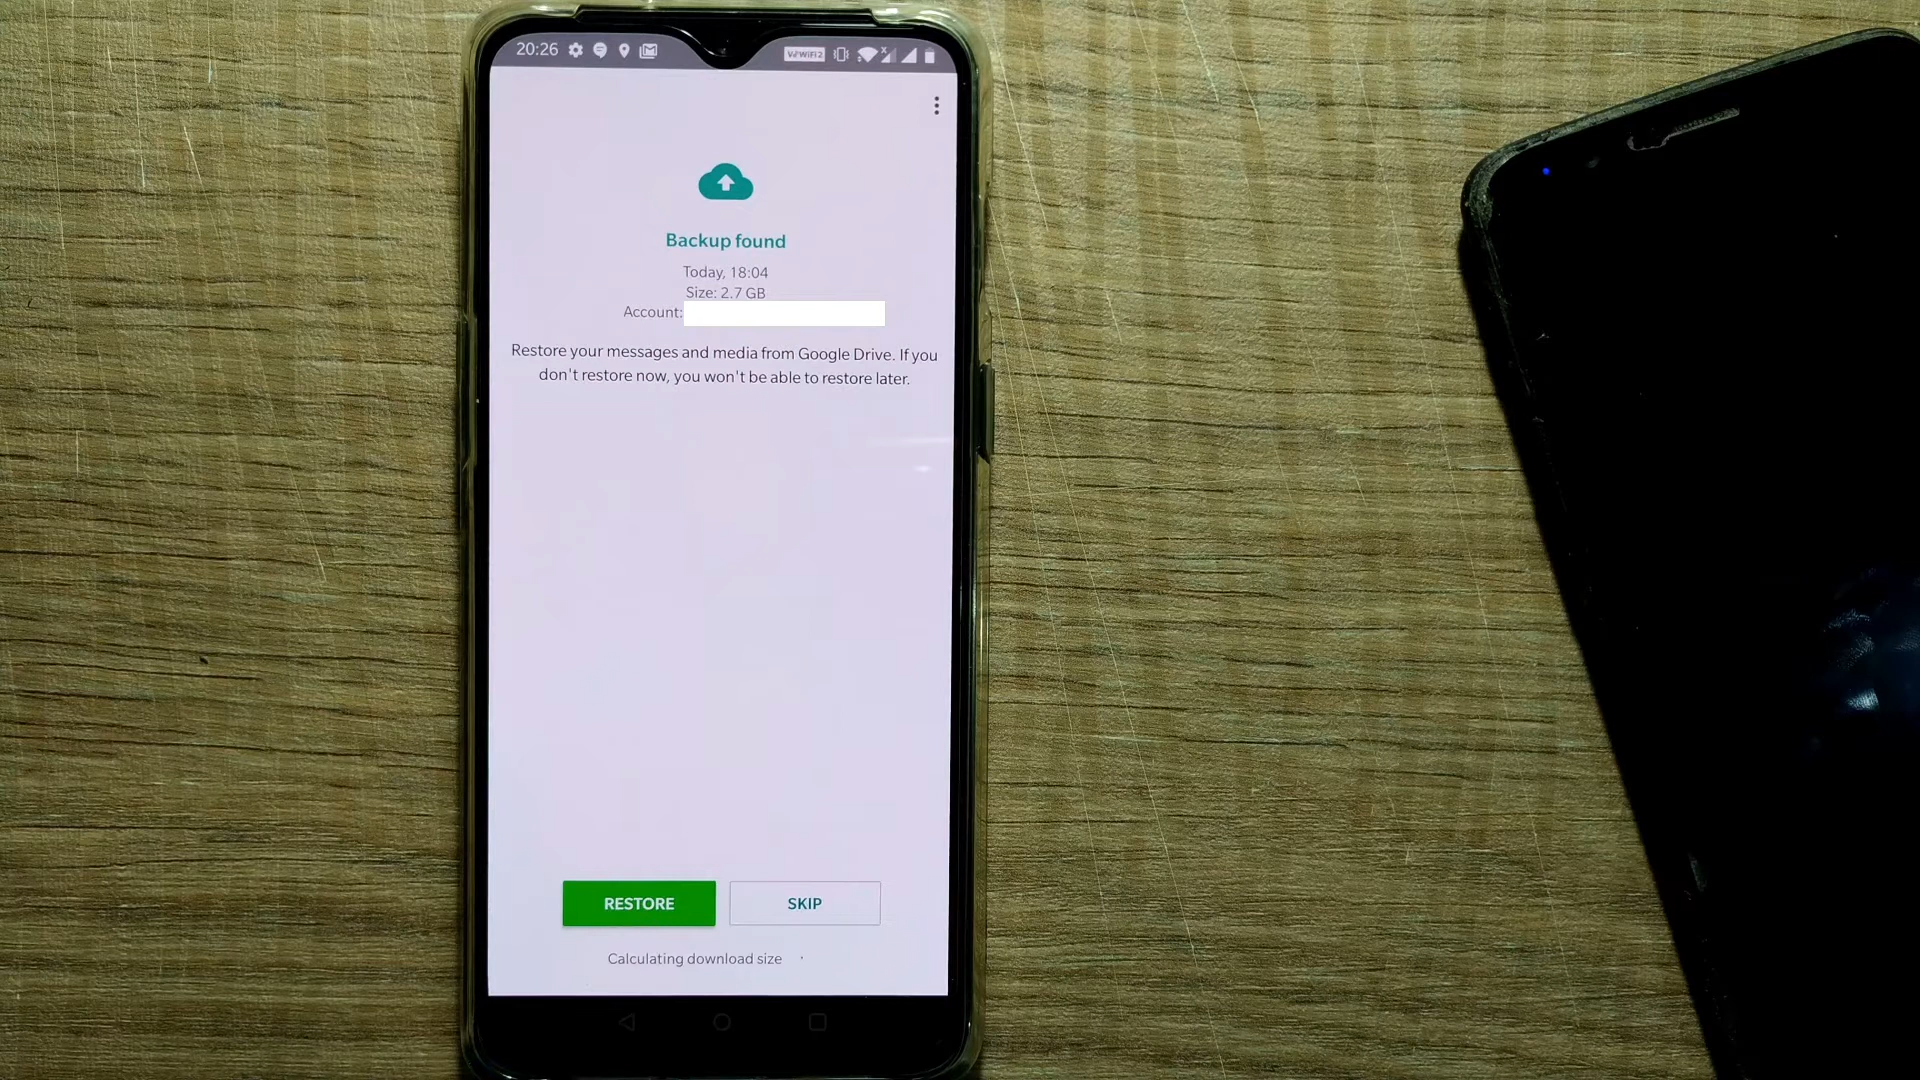 20:26
VoWiFi2
Backup found
Today, 18:04
Size: 2.7 GB
Account:
Restore your messages and media from Google Drive. If you
don't restore now, you won't be able to restore later.
RESTORE SKIP
Calculating download size